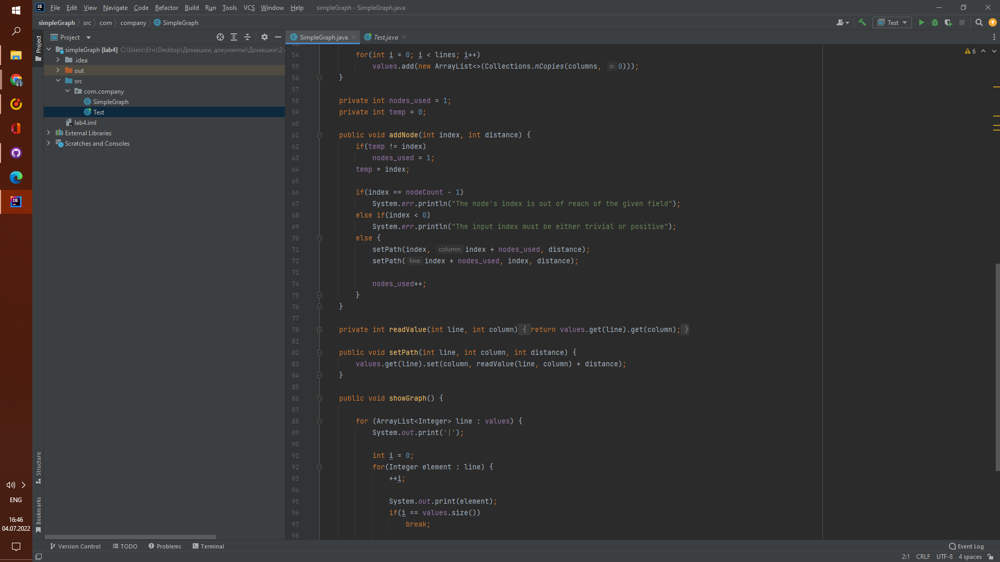 File Edit View Navigate Code Refactor Build Run Tools VCS Window Help simpleGraph - SimpleGraph.java
simpleGraph src com company SimpleGraph
Test
Project
SimpleGraph.java
Test.java
Project
simpleGraph [lab4] C:\Users\Егч\Desktop\Домашки, документы\Домашки\2
.idea
out
src
com.company
SimpleGraph
Test
lab4.iml
External Libraries
Scratches and Consoles
6
54 for(int i = 0; i < lines; i++)
55 values.add(new ArrayList<>(Collections.nCopies(columns, o: 0)));
56 }
57
58 private int nodes_used = 1;
59 private int temp = 0;
60
61 public void addNode(int index, int distance) {
62 if(temp != index)
63 nodes_used = 1;
64 temp = index;
65
66 if(index == nodeCount - 1)
67 System.err.println("The node's index is out of reach of the given field");
68 else if(index < 0)
69 System.err.println("The input index must be either trivial or positive");
70 else {
71 setPath(index, column: index + nodes_used, distance);
72 setPath( line: index + nodes_used, index, distance);
73
74 nodes_used++;
75 }
76 }
77
78 private int readValue(int line, int column) { return values.get(line).get(column); }
81
82 public void setPath(int line, int column, int distance) {
83 values.get(line).set(column, readValue(line, column) + distance);
84 }
85
86 public void showGraph() {
87
88 for (ArrayList<Integer> line : values) {
89 System.out.print('|');
90
91 int i = 0;
92 for(Integer element : line) {
93 ++i;
94
95 System.out.print(element);
96 if(i == values.size())
97 break;
98
Structure
Bookmarks
ENG
16:46
04.07.2022
Version Control TODO Problems Terminal
Event Log
2:1 CRLF UTF-8 4 spaces